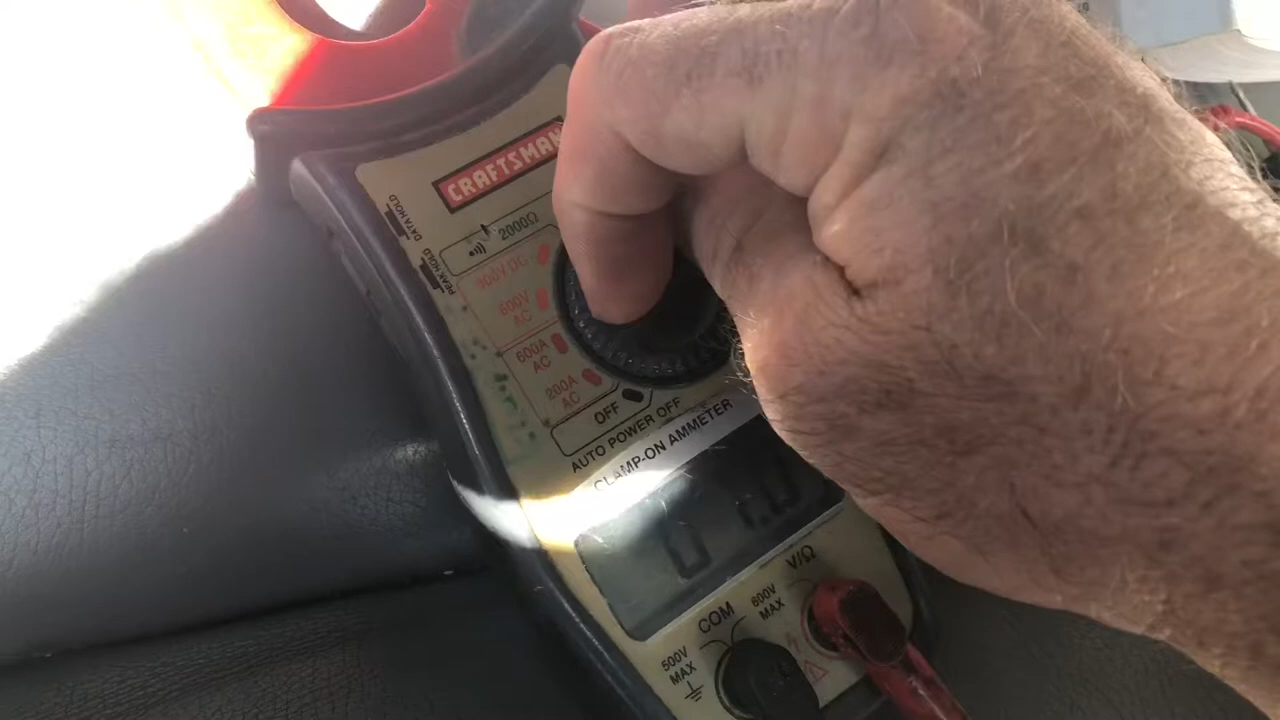 CRAFTSMAN
DATA HOLD
PEAK HOLD
2000Ω
600V DC
600V
AC
600A
AC
200A
AC
OFF
AUTO POWER OFF
CLAMP-ON AMMETER
V/Ω
COM
600V
MAX
500V
MAX